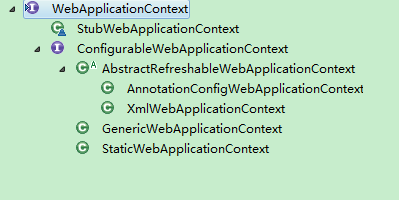 WebApplicationContext
StubWebApplicationContext
ConfigurableWebApplicationContext
AbstractRefreshableWebApplicationContext
AnnotationConfigWebApplicationContext
XmlWebApplicationContext
GenericWebApplicationContext
StaticWebApplicationContext